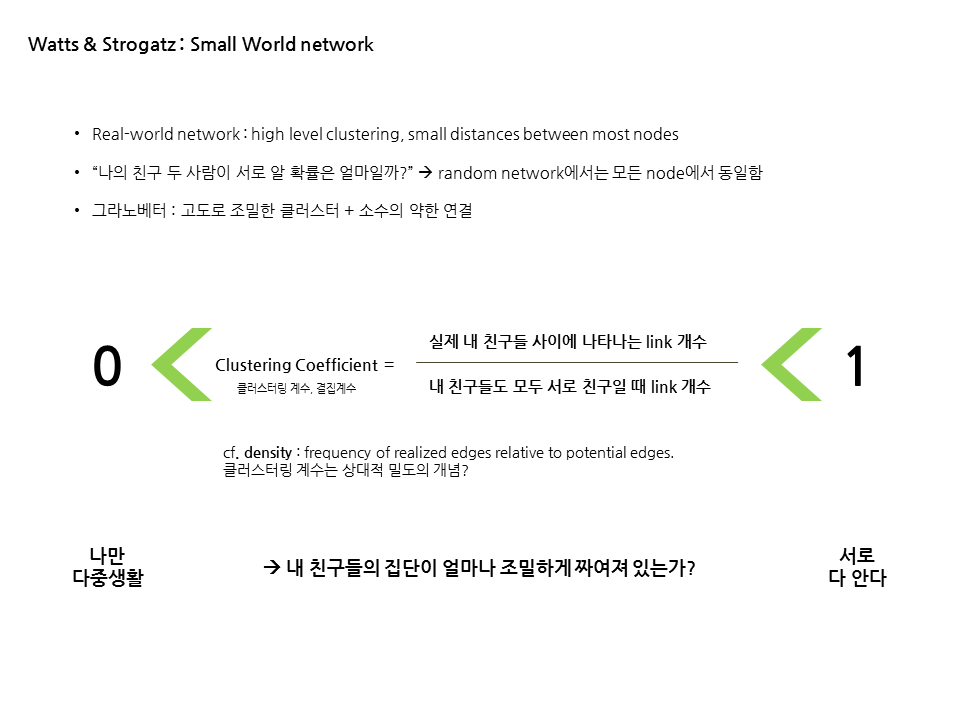 Watts & Strogatz : Small World network
• Real-world network : high level clustering, small distances between most nodes
• “나의 친구 두 사람이 서로 알 확률은 얼마일까?” → random network에서는 모든 node에서 동일함
• 그라노베터 : 고도로 조밀한 클러스터 + 소수의 약한 연결
0
Clustering Coefficient =
클러스터링 계수, 결집계수
실제 내 친구들 사이에 나타나는 link 개수
내 친구들도 모두 서로 친구일 때 link 개수
1
cf. density : frequency of realized edges relative to potential edges.
클러스터링 계수는 상대적 밀도의 개념?
나만
다중생활
→ 내 친구들의 집단이 얼마나 조밀하게 짜여져 있는가?
서로
다 안다